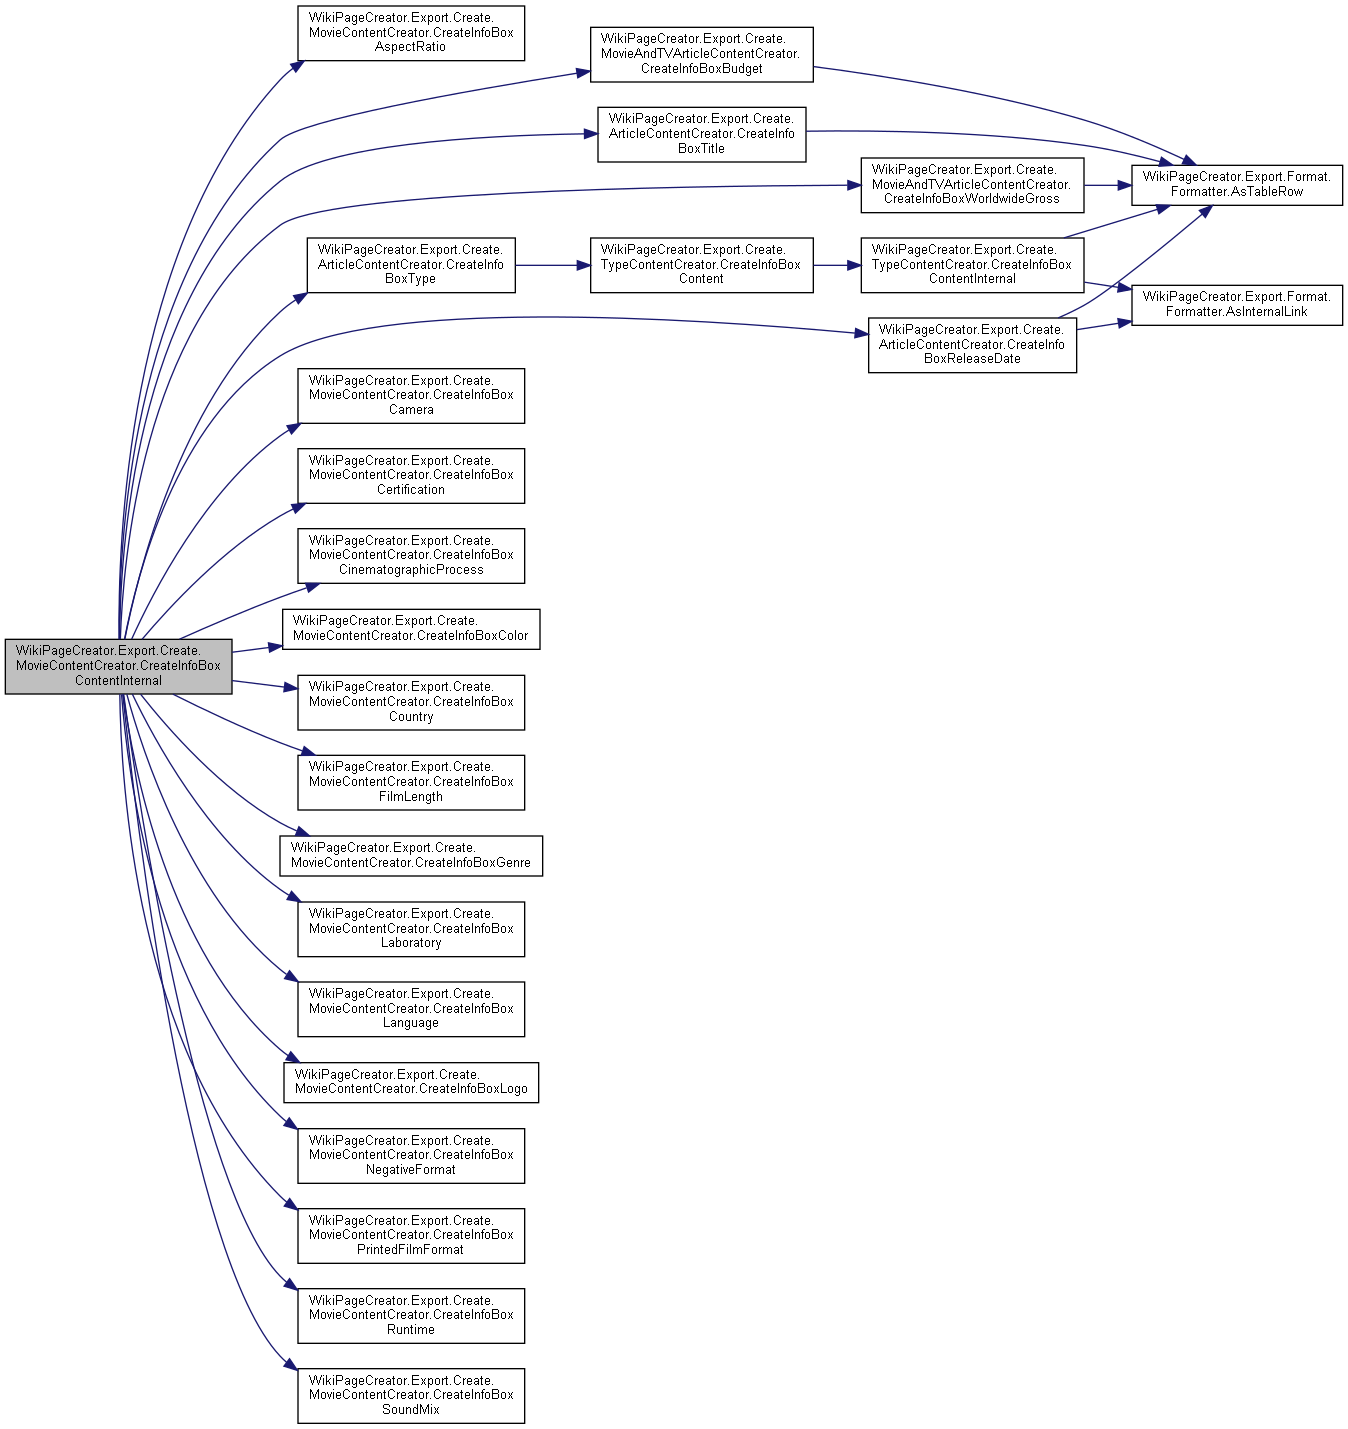 WikiPageCreator.Export.Create.
MovieContentCreator.CreateInfoBox
AspectRatio
WikiPageCreator.Export.Create.
MovieAndTVArticleContentCreator.
CreateInfoBoxBudget
WikiPageCreator.Export.Create.
ArticleContentCreator.CreateInfo
BoxTitle
WikiPageCreator.Export.Create.
MovieAndTVArticleContentCreator.
CreateInfoBoxWorldwideGross
WikiPageCreator.Export.Format.
Formatter.AsTableRow
WikiPageCreator.Export.Create.
ArticleContentCreator.CreateInfo
BoxType
WikiPageCreator.Export.Create.
TypeContentCreator.CreateInfoBox
Content
WikiPageCreator.Export.Create.
TypeContentCreator.CreateInfoBox
ContentInternal
WikiPageCreator.Export.Format.
Formatter.AsInternalLink
WikiPageCreator.Export.Create.
ArticleContentCreator.CreateInfo
BoxReleaseDate
WikiPageCreator.Export.Create.
MovieContentCreator.CreateInfoBox
Camera
WikiPageCreator.Export.Create.
MovieContentCreator.CreateInfoBox
Certification
WikiPageCreator.Export.Create.
MovieContentCreator.CreateInfoBox
CinematographicProcess
WikiPageCreator.Export.Create.
MovieContentCreator.CreateInfoBoxColor
WikiPageCreator.Export.Create.
MovieContentCreator.CreateInfoBox
ContentInternal
WikiPageCreator.Export.Create.
MovieContentCreator.CreateInfoBox
Country
WikiPageCreator.Export.Create.
MovieContentCreator.CreateInfoBox
FilmLength
WikiPageCreator.Export.Create.
MovieContentCreator.CreateInfoBoxGenre
WikiPageCreator.Export.Create.
MovieContentCreator.CreateInfoBox
Laboratory
WikiPageCreator.Export.Create.
MovieContentCreator.CreateInfoBox
Language
WikiPageCreator.Export.Create.
MovieContentCreator.CreateInfoBoxLogo
WikiPageCreator.Export.Create.
MovieContentCreator.CreateInfoBox
NegativeFormat
WikiPageCreator.Export.Create.
MovieContentCreator.CreateInfoBox
PrintedFilmFormat
WikiPageCreator.Export.Create.
MovieContentCreator.CreateInfoBox
Runtime
WikiPageCreator.Export.Create.
MovieContentCreator.CreateInfoBox
SoundMix